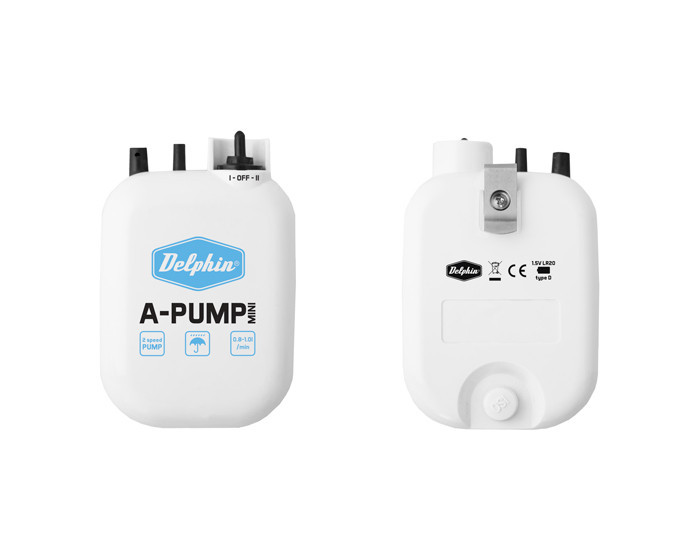 I - OFF - II
Delphin®
A-PUMP MINI
2 speed
PUMP
0.8-1.0l
/min
Delphin®
CE
1.5V LR20
type D